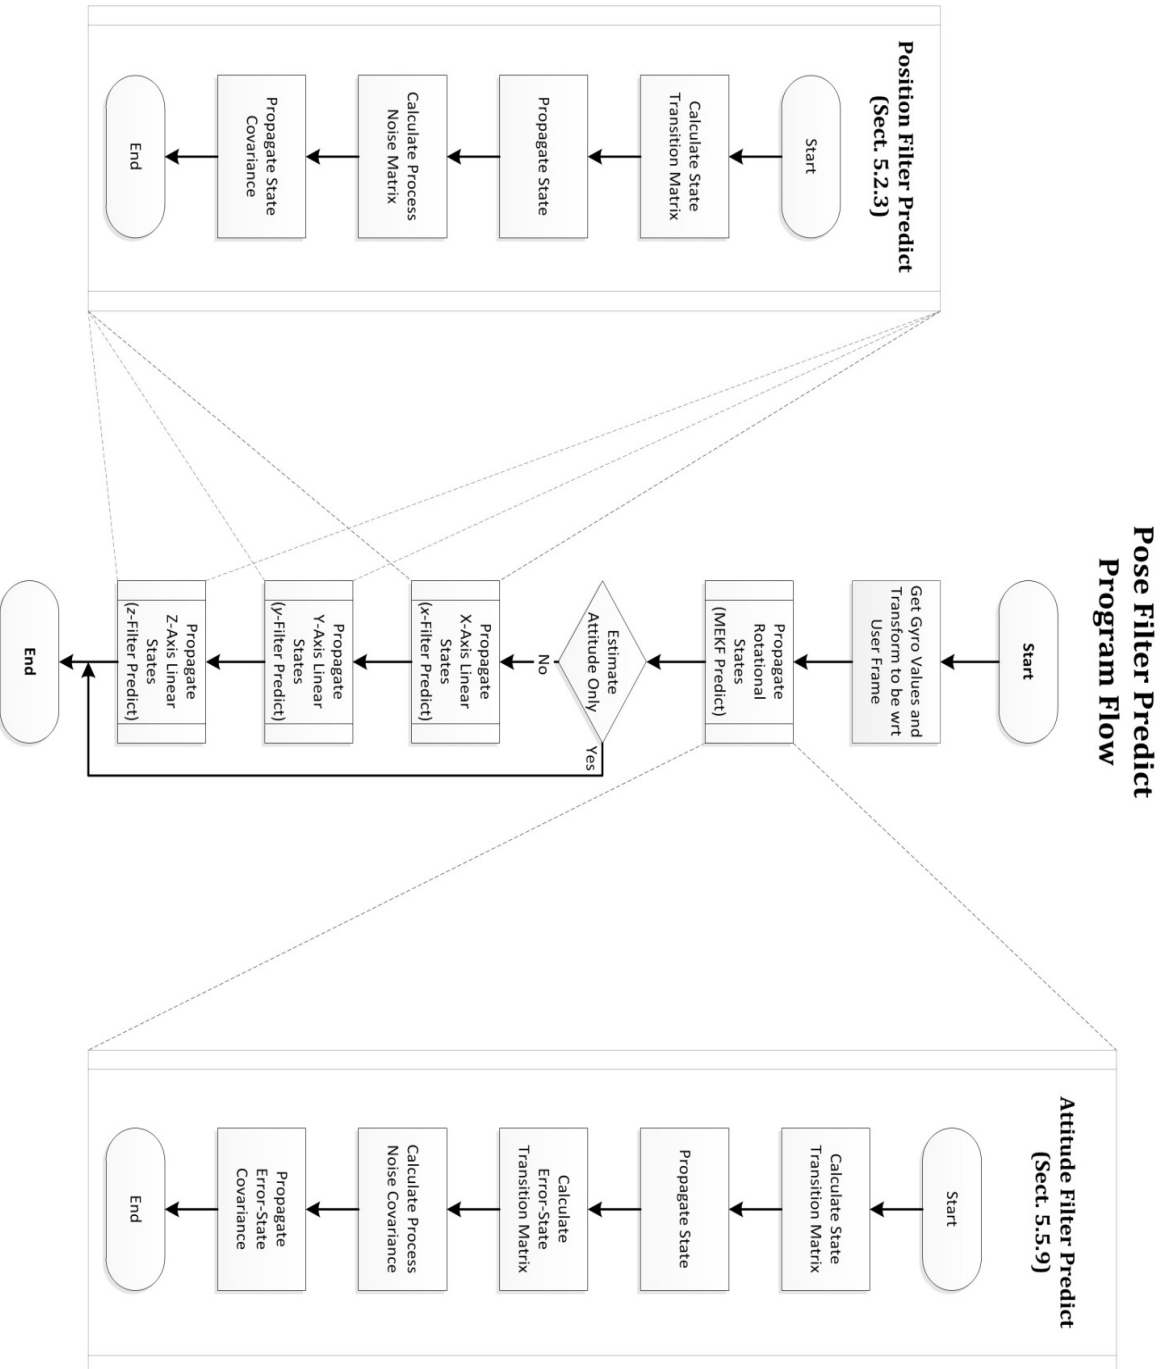 Pose Filter Predict
Program Flow
Position Filter Predict
(Sect. 5.2.3)
Start
Calculate State
Transition Matrix
Propagate State
Calculate Process
Noise Matrix
Propagate State
Covariance
End
Start
Get Gyro Values and
Transform to be wrt
User Frame
Propagate
Rotational
States
(MEKF Predict)
Estimate
Attitude Only
Yes
No
Propagate
X-Axis Linear
States
(x-Filter Predict)
Propagate
Y-Axis Linear
States
(y-Filter Predict)
Propagate
Z-Axis Linear
States
(z-Filter Predict)
End
Attitude Filter Predict
(Sect. 5.5.9)
Start
Calculate State
Transition Matrix
Propagate State
Calculate
Error-State
Transition Matrix
Calculate Process
Noise Covariance
Propagate
Error-State
Covariance
End